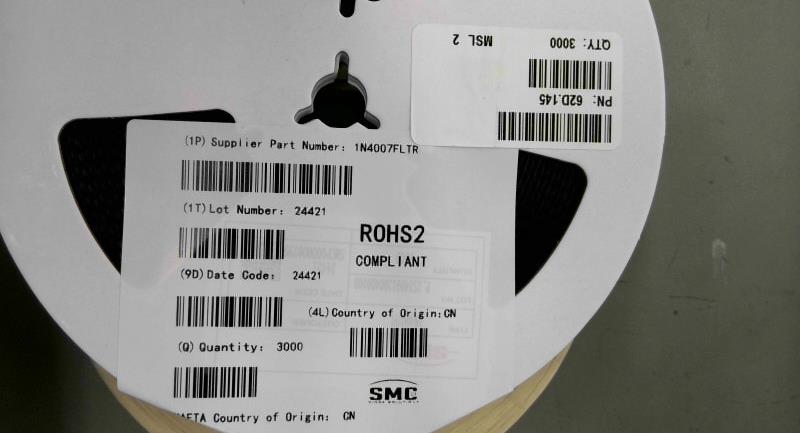 QTY: 3000
MSL 2
PN: 62D.145
(1P) Supplier Part Number: 1N4007FLTR
(1T) Lot Number: 24421
ROHS2
COMPLIANT
(9D) Date Code: 24421
(4L) Country of Origin: CN
(Q) Quantity: 3000
SMC
Country of Origin: CN